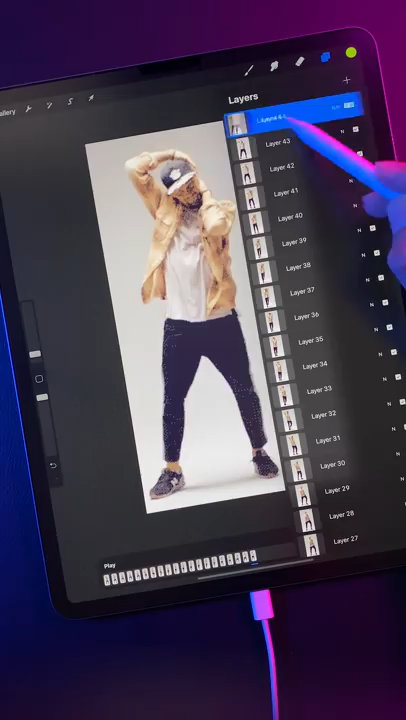 allery
Layers
Layer 43
N
Layer 42
Layer 41
Layer 40
Layer 39
Layer 38
Layer 37
Layer 36
Layer 35
N
Layer 34
N
Layer 33
N
Layer 32
N
Layer 31
N
Layer 30
N
Layer 29
N
Layer 28
N
Layer 27
Play